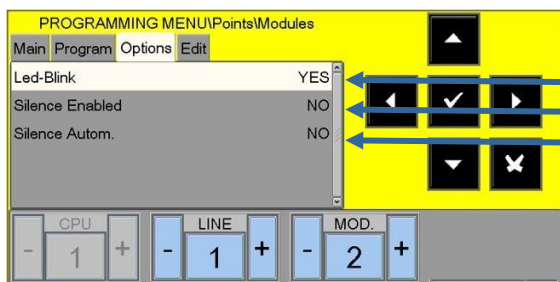 PROGRAMMING MENU\Points\Modules
Main Program Options Edit
Led-Blink YES
Silence Enabled NO
Silence Autom. NO
CPU LINE MOD.
- 1 + - 1 + - 2 +